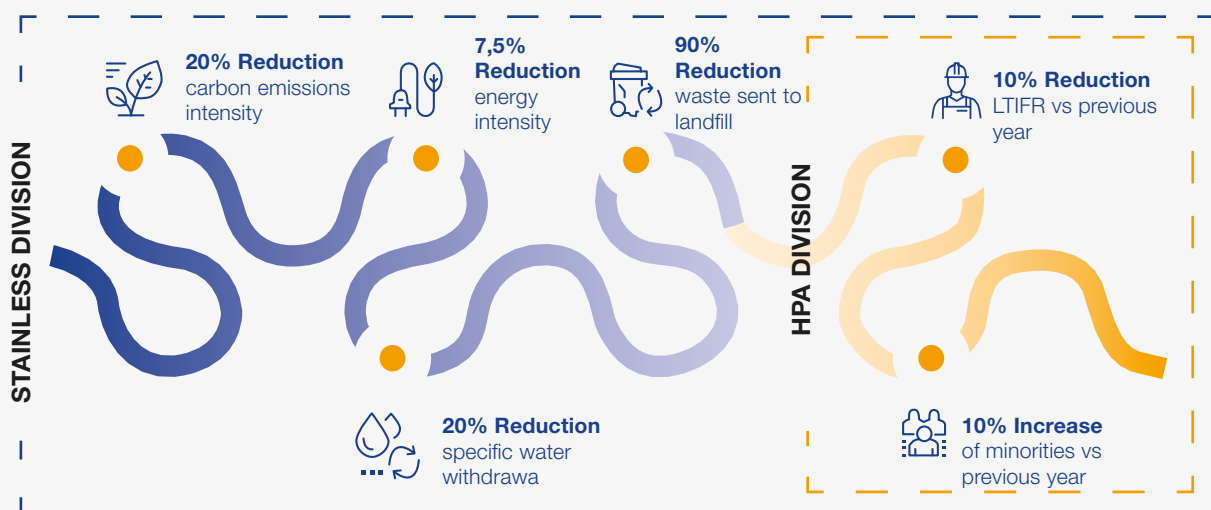 STAINLESS DIVISION
20% Reduction
carbon emissions
intensity
7,5%
Reduction
energy
intensity
90%
Reduction
waste sent to
landfill
20% Reduction
specific water
withdrawa
HPA DIVISION
10% Reduction
LTIFR vs previous
year
10% Increase
of minorities vs
previous year